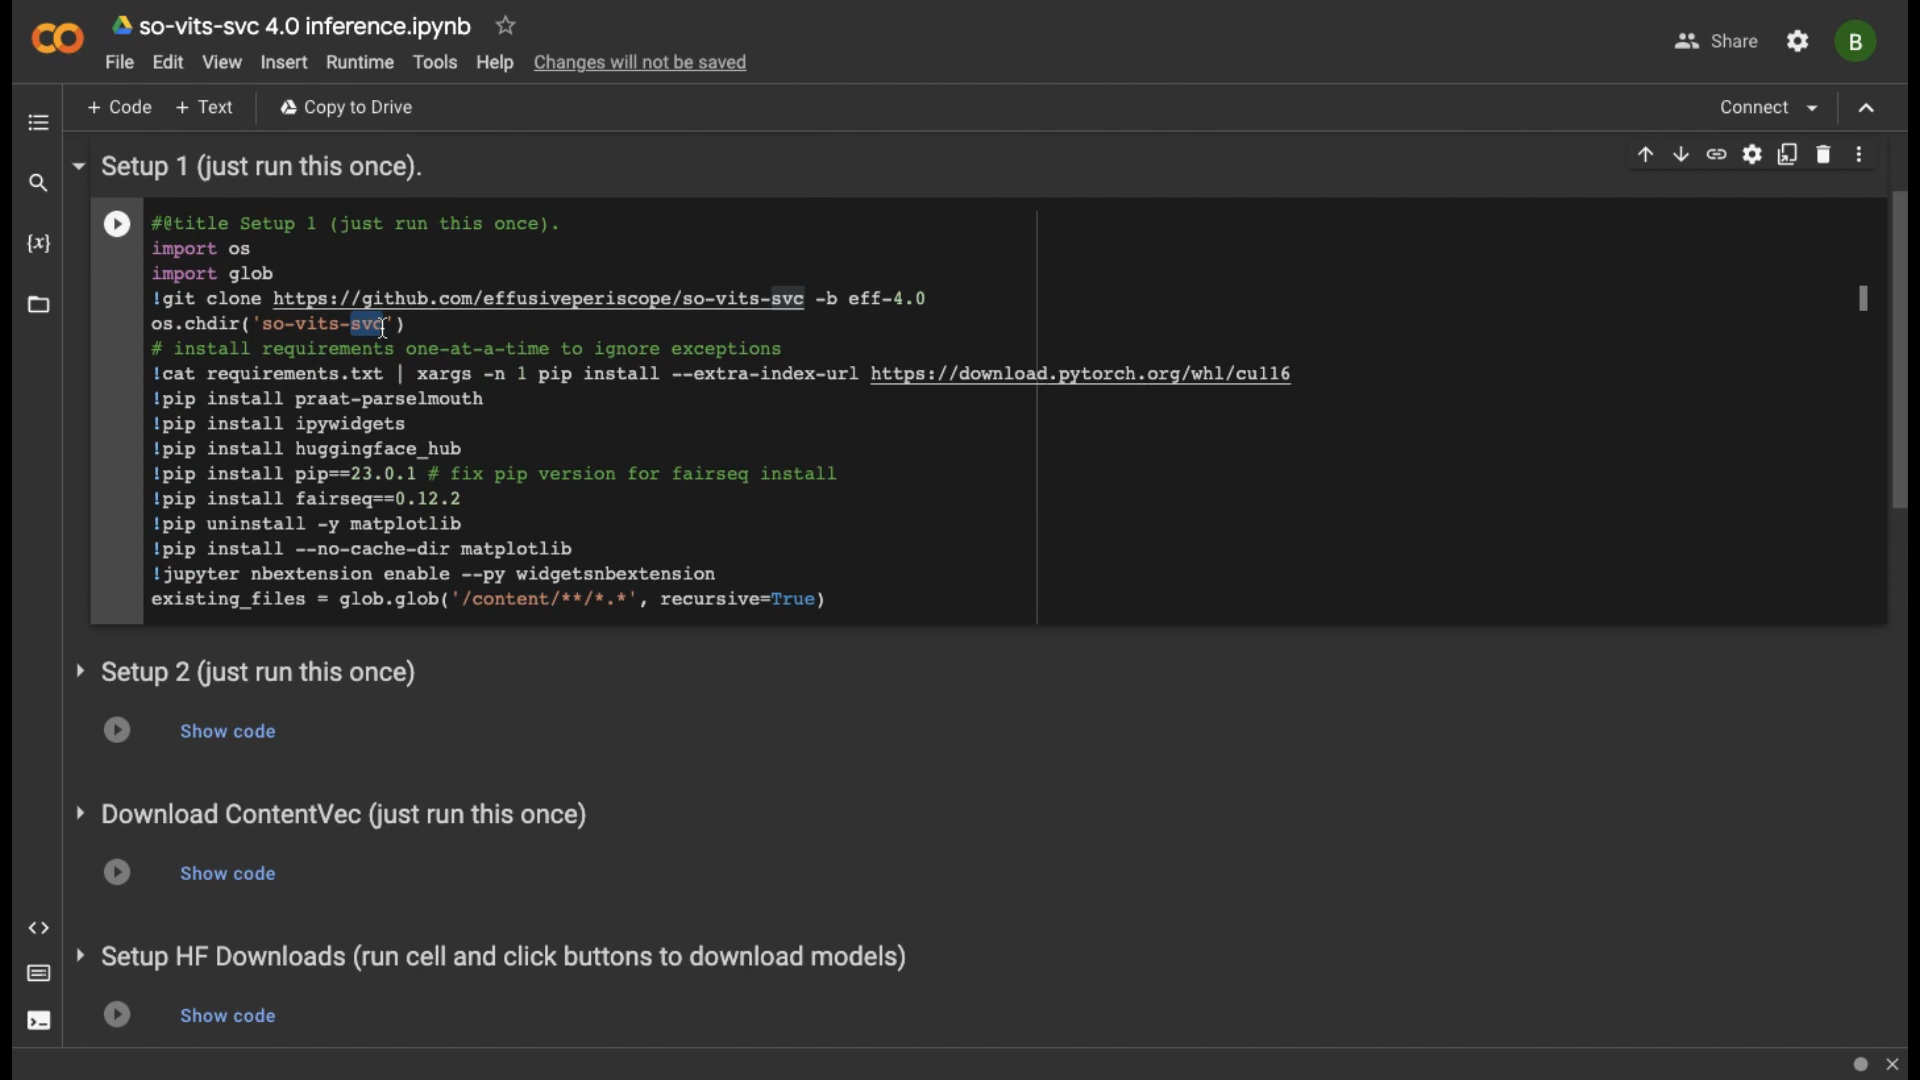 so-vits-svc 4.0 inference.ipynb
File Edit View Insert Runtime Tools Help Changes will not be saved
Share
B
+ Code + Text Copy to Drive
Connect
Setup 1 (just run this once).
#@title Setup 1 (just run this once).
import os
import glob
!git clone https://github.com/effusiveperiscope/so-vits-svc -b eff-4.0
os.chdir('so-vits-svc')
# install requirements one-at-a-time to ignore exceptions
!cat requirements.txt | xargs -n 1 pip install --extra-index-url https://download.pytorch.org/whl/cu116
!pip install praat-parselmouth
!pip install ipywidgets
!pip install huggingface_hub
!pip install pip==23.0.1 # fix pip version for fairseq install
!pip install fairseq==0.12.2
!pip uninstall -y matplotlib
!pip install --no-cache-dir matplotlib
!jupyter nbextension enable --py widgetsnbextension
existing_files = glob.glob('/content/**/*.*', recursive=True)
Setup 2 (just run this once)
Show code
Download ContentVec (just run this once)
Show code
Setup HF Downloads (run cell and click buttons to download models)
Show code